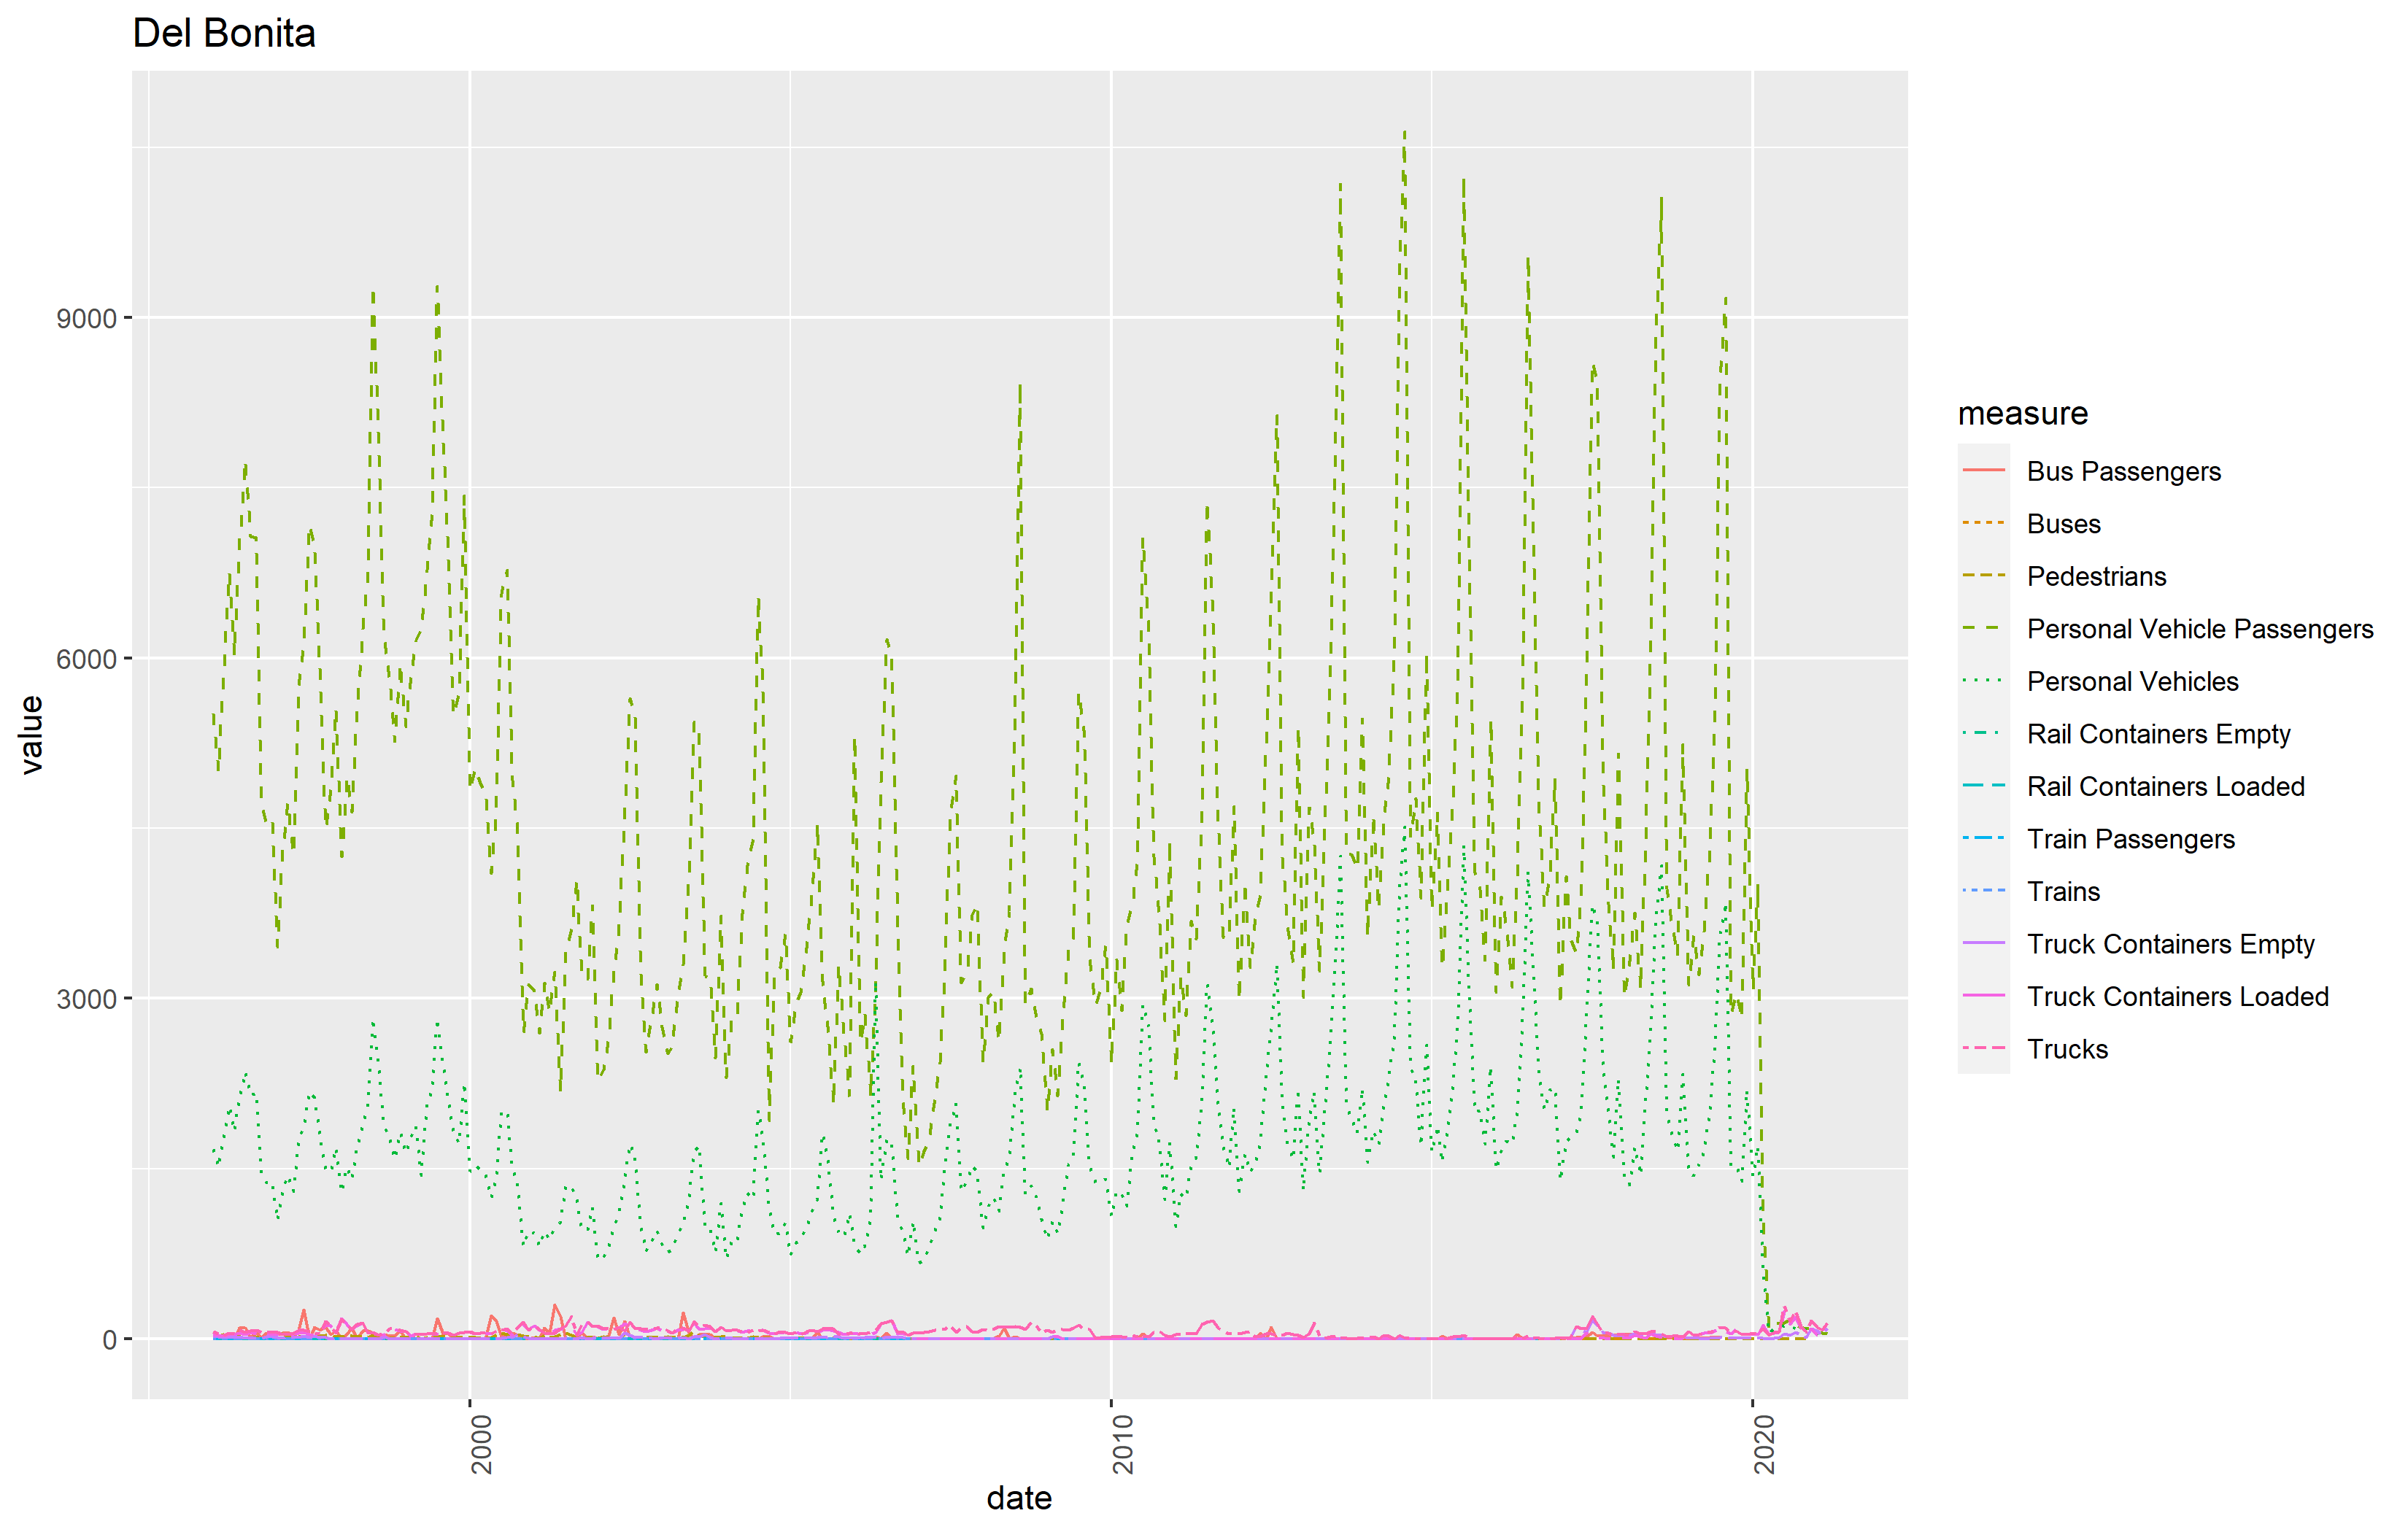 Del Bonita
value
9000
6000
3000
0
2000
2010
2020
date
measure
Bus Passengers
Buses
Pedestrians
Personal Vehicle Passengers
Personal Vehicles
Rail Containers Empty
Rail Containers Loaded
Train Passengers
Trains
Truck Containers Empty
Truck Containers Loaded
Trucks